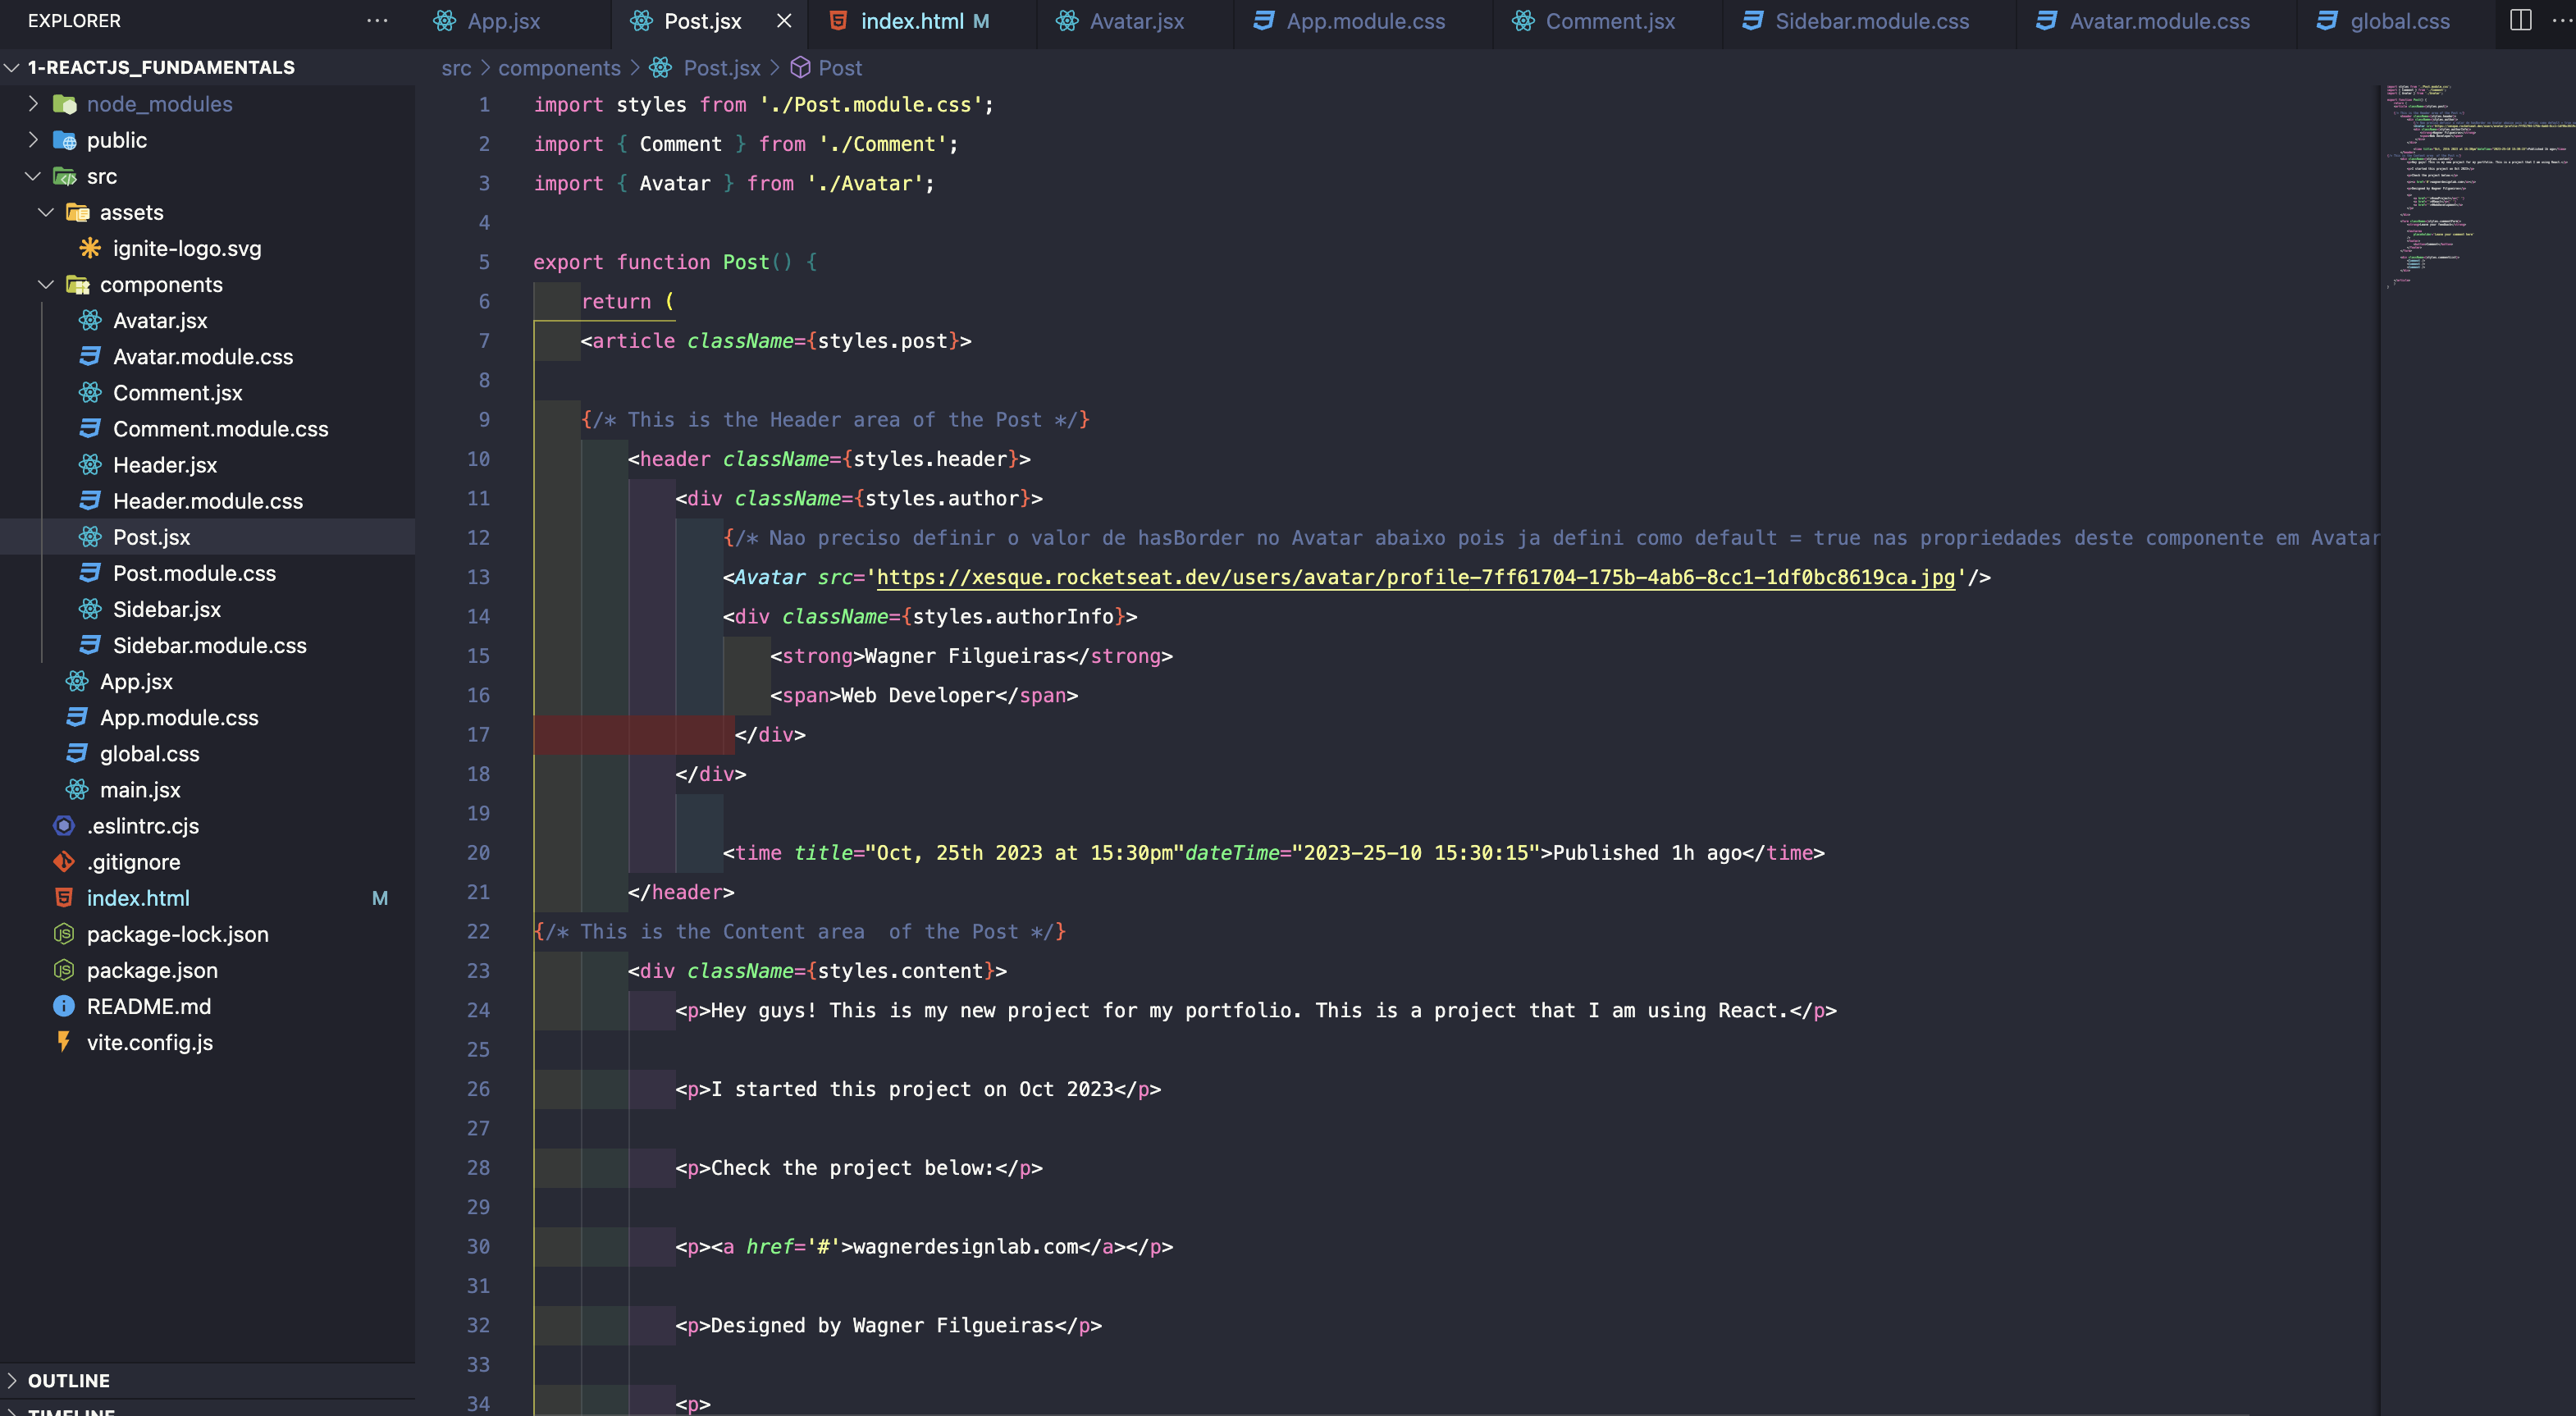 EXPLORER
App.jsx
Post.jsx
index.html M
Avatar.jsx
App.module.css
Comment.jsx
Sidebar.module.css
Avatar.module.css
global.css
1-REACTJS_FUNDAMENTALS
node_modules
public
src
assets
ignite-logo.svg
components
Avatar.jsx
Avatar.module.css
Comment.jsx
Comment.module.css
Header.jsx
Header.module.css
Post.jsx
Post.module.css
Sidebar.jsx
Sidebar.module.css
App.jsx
App.module.css
global.css
main.jsx
.eslintrc.cjs
.gitignore
index.html M
package-lock.json
package.json
README.md
vite.config.js
OUTLINE
TIMELINE
src > components > Post.jsx > Post
1 import styles from './Post.module.css';
2 import { Comment } from './Comment';
3 import { Avatar } from './Avatar';
4
5 export function Post() {
6 return (
7 <article className={styles.post}>
8
9 {/* This is the Header area of the Post */}
10 <header className={styles.header}>
11 <div className={styles.author}>
12 {/* Nao preciso definir o valor de hasBorder no Avatar abaixo pois ja defini como default = true nas propriedades deste componente em Avatar
13 <Avatar src='https://xesque.rocketseat.dev/users/avatar/profile-7ff61704-175b-4ab6-8cc1-1df0bc8619ca.jpg'/>
14 <div className={styles.authorInfo}>
15 <strong>Wagner Filgueiras</strong>
16 <span>Web Developer</span>
17 </div>
18 </div>
19
20 <time title="Oct, 25th 2023 at 15:30pm"dateTime="2023-25-10 15:30:15">Published 1h ago</time>
21 </header>
22 {/* This is the Content area  of the Post */}
23 <div className={styles.content}>
24 <p>Hey guys! This is my new project for my portfolio. This is a project that I am using React.</p>
25
26 <p>I started this project on Oct 2023</p>
27
28 <p>Check the project below:</p>
29
30 <p><a href='#'>wagnerdesignlab.com</a></p>
31
32 <p>Designed by Wagner Filgueiras</p>
33
34 <p>